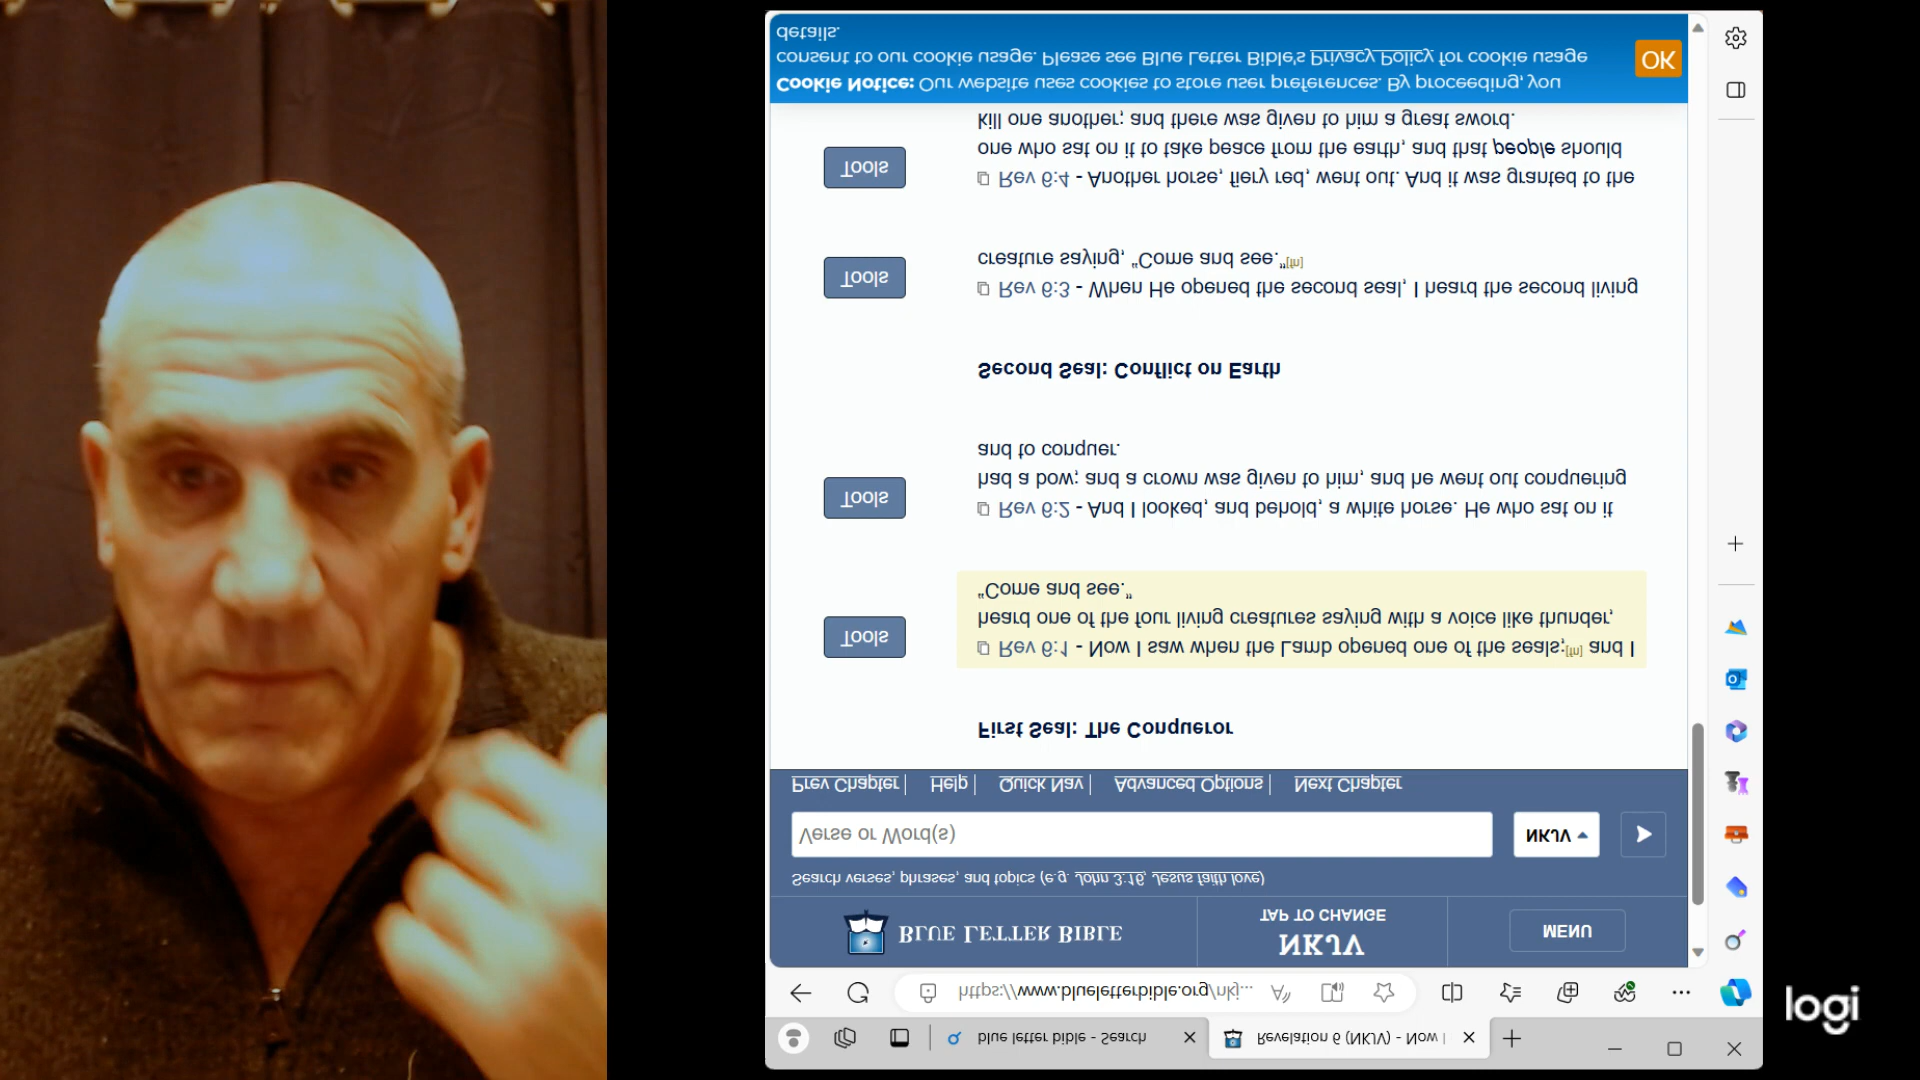 blue letter bible - Search
Revelation 6 (NKJV) - Now I
https://www.blueletterbible.org/nkj...
BLUE LETTER BIBLE
NKJV
TAP TO CHANGE
MENU
Search verses, phrases, and topics (e.g. John 3:16, Jesus faith love)
Verse or Word(s)
NKJV
Prev Chapter | Help | Quick Nav | Advanced Options | Next Chapter
First Seal: The Conqueror
Tools
Rev 6:1 - Now I saw when the Lamb opened one of the seals;[fn] and I
heard one of the four living creatures saying with a voice like thunder,
“Come and see.”
Tools
Rev 6:2 - And I looked, and behold, a white horse. He who sat on it
had a bow; and a crown was given to him, and he went out conquering
and to conquer.
Second Seal: Conflict on Earth
Tools
Rev 6:3 - When He opened the second seal, I heard the second living
creature saying, “Come and see.”[fn]
Tools
Rev 6:4 - Another horse, fiery red, went out. And it was granted to the
one who sat on it to take peace from the earth, and that people should
kill one another; and there was given to him a great sword.
Cookie Notice: Our website uses cookies to store user preferences. By proceeding, you
consent to our cookie usage. Please see Blue Letter Bible's Privacy Policy for cookie usage
details.
OK
logi